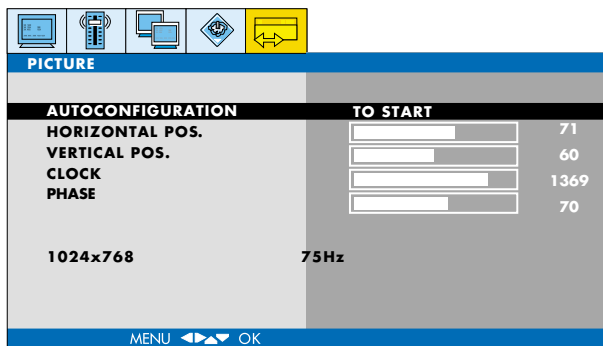 PICTURE
AUTOCONFIGURATION TO START
HORIZONTAL POS. 71
VERTICAL POS. 60
CLOCK 1369
PHASE 70
1024x768 75Hz
MENU ◀▶▲▼ OK